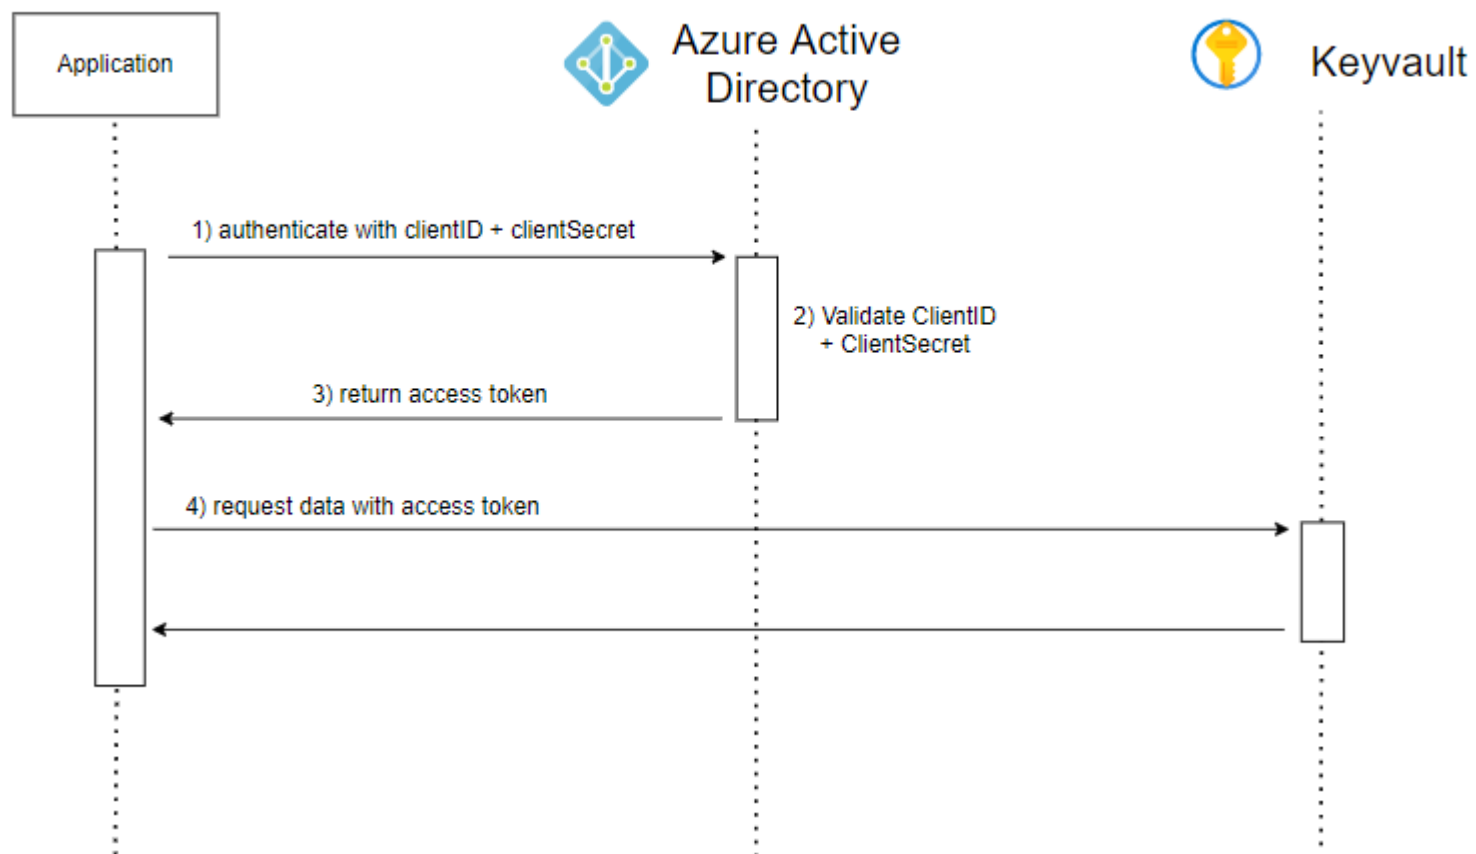 Application
Azure Active
Directory
Keyvault
1) authenticate with clientID + clientSecret
2) Validate ClientID
+ ClientSecret
3) return access token
4) request data with access token